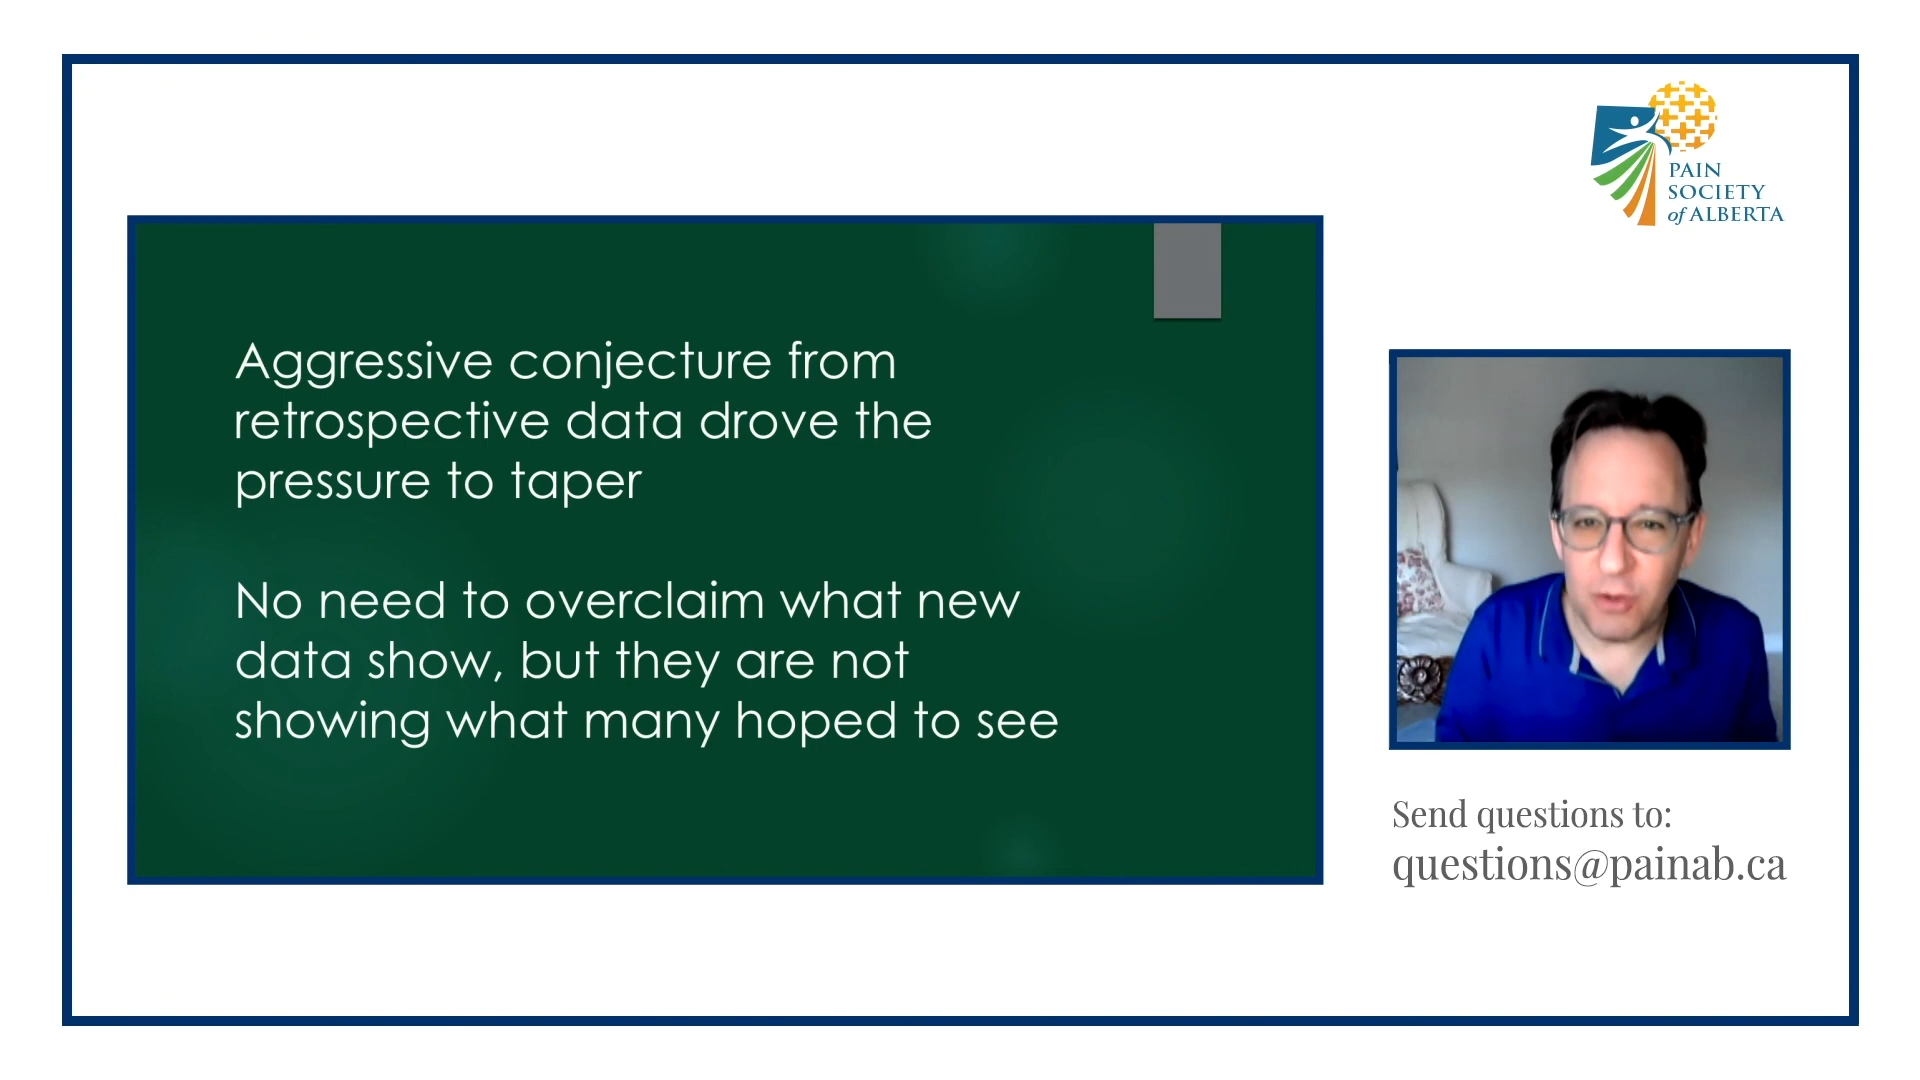 PAIN
SOCIETY
of ALBERTA
Aggressive conjecture from
retrospective data drove the
pressure to taper
No need to overclaim what new
data show, but they are not
showing what many hoped to see
Send questions to:
questions@painab.ca